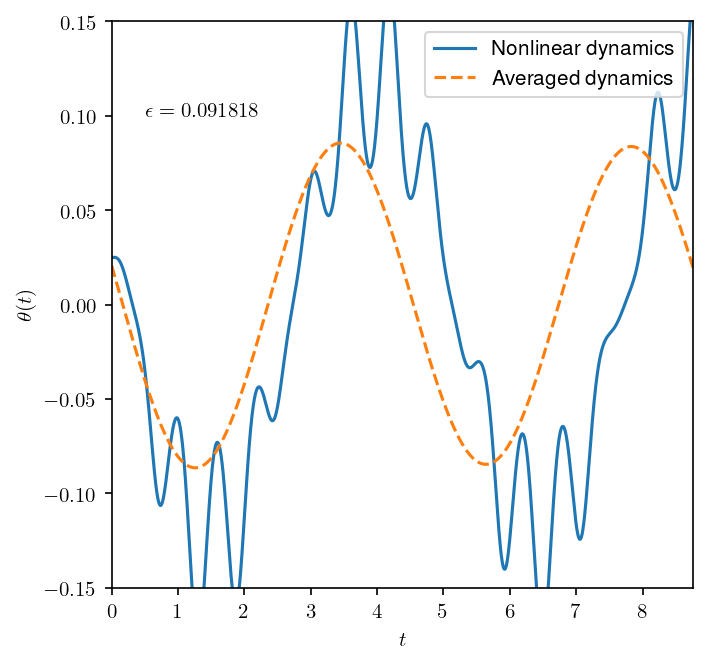 Nonlinear dynamics
Averaged dynamics
ϵ = 0.091818
0.15
0.10
0.05
0.00
−0.05
−0.10
−0.15
θ(t)
0 1 2 3 4 5 6 7 8
t